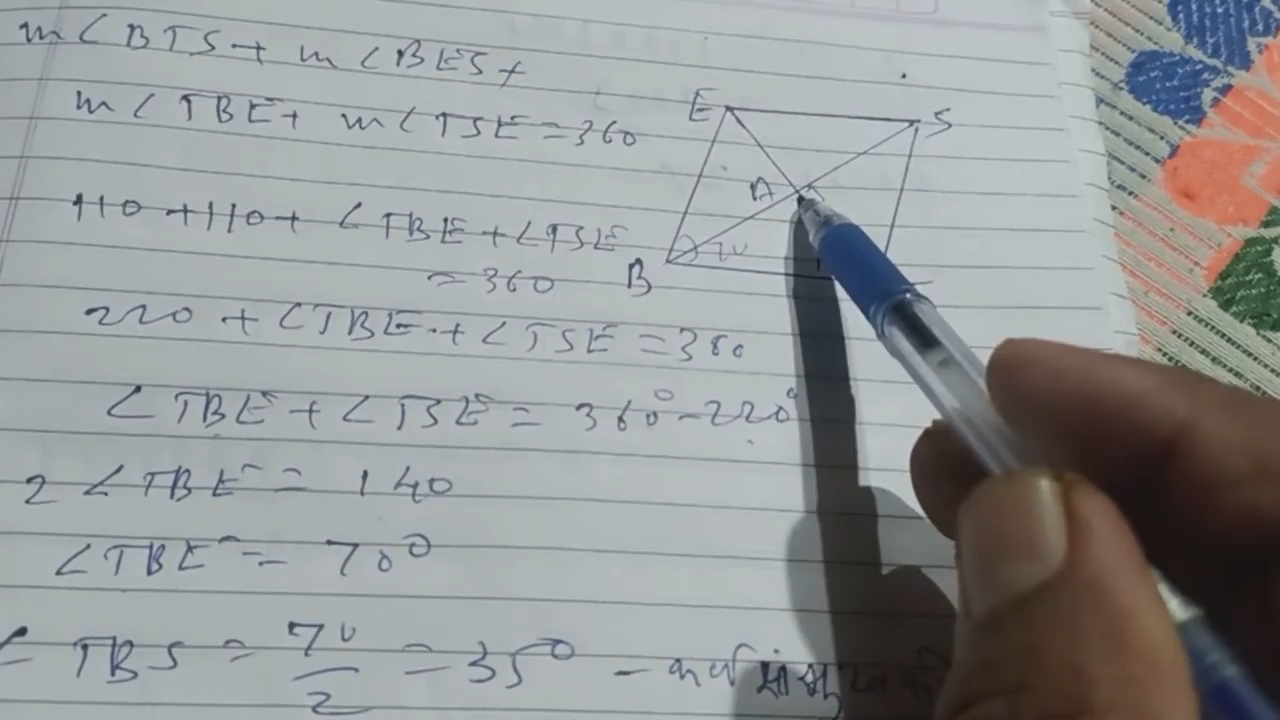 m∠BTS + m∠BES +
m∠TBE + m∠TSE = 360
110 + 110 + ∠TBE + ∠TSE
= 360
220 + ∠TBE + ∠TSE = 360
∠TBE + ∠TSE = 360° - 220°
2 ∠TBE = 140
∠TBE = 70°
∠TBS = 70/2 = 35° -
E
S
A
70
B